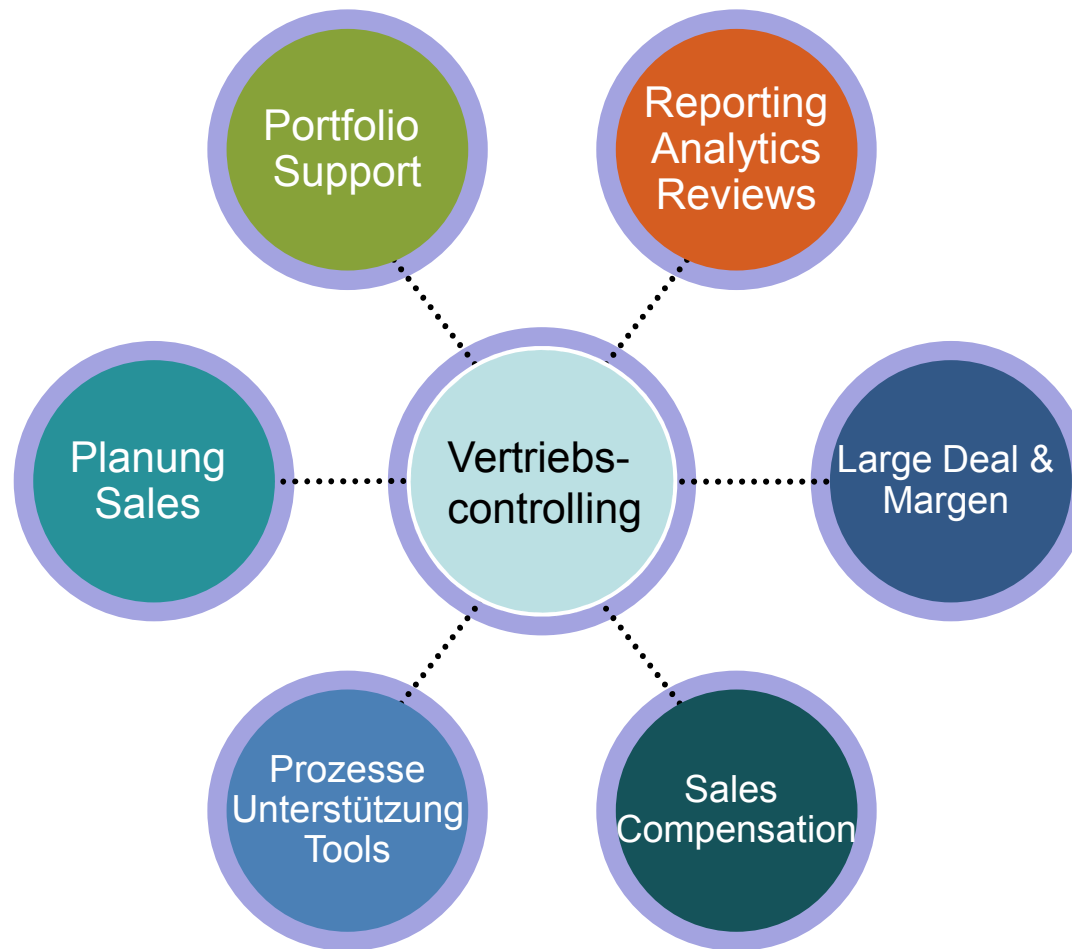 Portfolio
Support
Reporting
Analytics
Reviews
Planung
Sales
Vertriebs-
controlling
Large Deal &
Margen
Prozesse
Unterstützung
Tools
Sales
Compensation